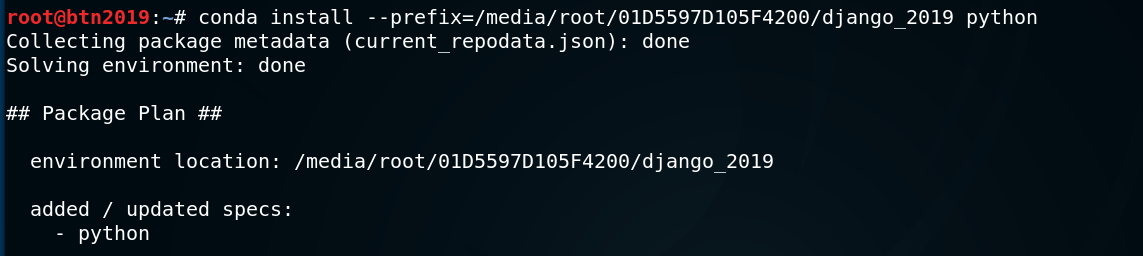 root@btn2019:~# conda install --prefix=/media/root/01D5597D105F4200/django_2019 python
Collecting package metadata (current_repodata.json): done
Solving environment: done
## Package Plan ##
environment location: /media/root/01D5597D105F4200/django_2019
added / updated specs:
- python